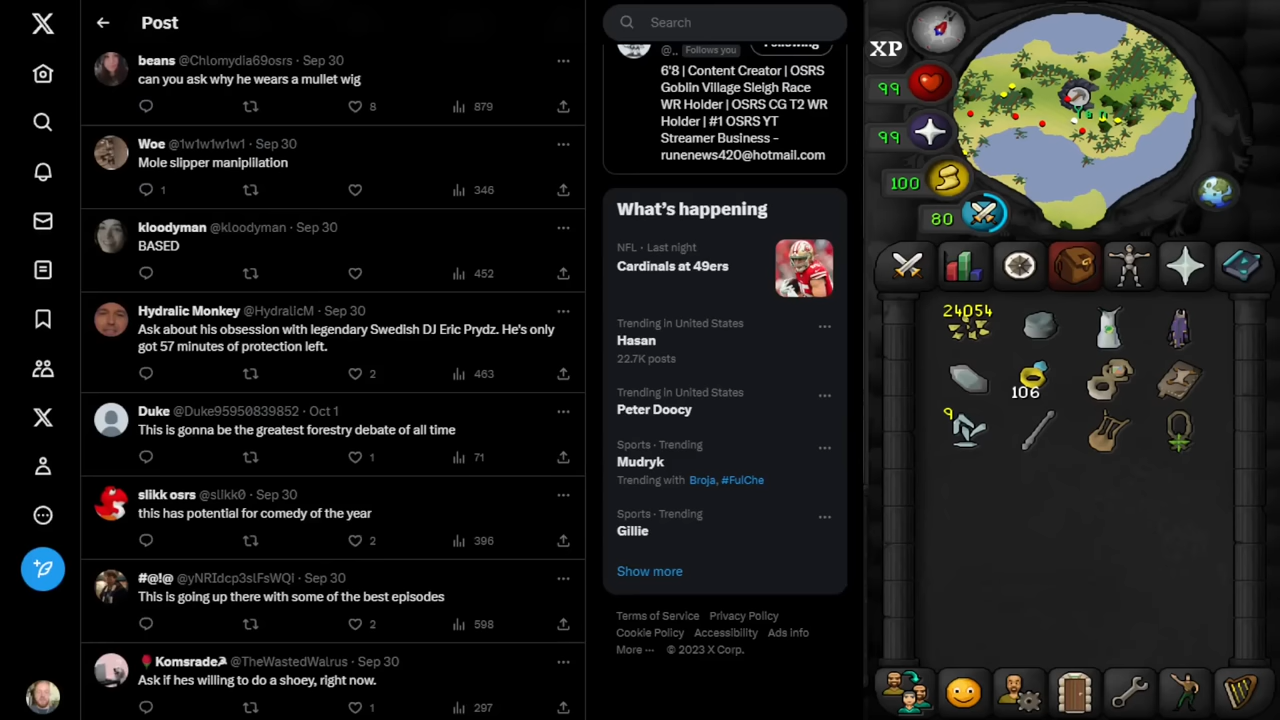 Post
beans @Chlomydia69osrs · Sep 30
can you ask why he wears a mullet wig
8 879
Woe @1w1w1w1w1 · Sep 30
Mole slipper manipilation
1 346
kloodyman @kloodyman · Sep 30
BASED
452
Hydralic Monkey @HydralicM · Sep 30
Ask about his obsession with legendary Swedish DJ Eric Prydz. He's only
got 57 minutes of protection left.
2 463
Duke @Duke95950839852 · Oct 1
This is gonna be the greatest forestry debate of all time
1 71
slikk osrs @slIkk0 · Sep 30
this has potential for comedy of the year
2 396
#@!@ @yNRIdcp3slFsWQI · Sep 30
This is going up there with some of the best episodes
2 598
Komsrade @TheWastedWalrus · Sep 30
Ask if hes willing to do a shoey, right now.
1 297
Search
@.. Follows you Following
6'8 | Content Creator | OSRS
Goblin Village Sleigh Race
WR Holder | OSRS CG T2 WR
Holder | #1 OSRS YT
Streamer Business -
runenews420@hotmail.com
What's happening
NFL · Last night
Cardinals at 49ers
Trending in United States
Hasan
22.7K posts
Trending in United States
Peter Doocy
Sports · Trending
Mudryk
Trending with Broja, #FulChe
Sports · Trending
Gillie
Show more
Terms of Service Privacy Policy
Cookie Policy Accessibility Ads info
More ··· © 2023 X Corp.
XP
99
99
100
80
24054
106
9